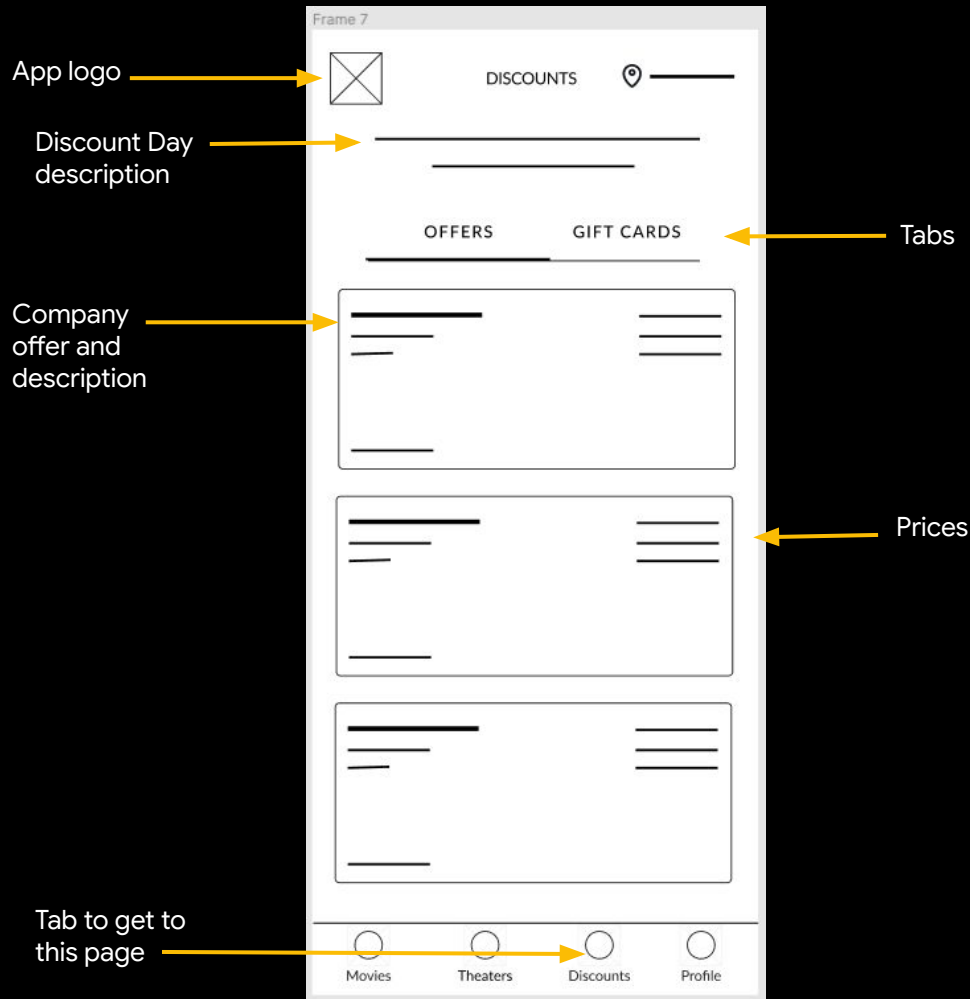 Frame 7
App logo
DISCOUNTS
Discount Day
description
OFFERS
GIFT CARDS
Tabs
Company
offer and
description
Prices
Tab to get to
this page
Movies
Theaters
Discounts
Profile